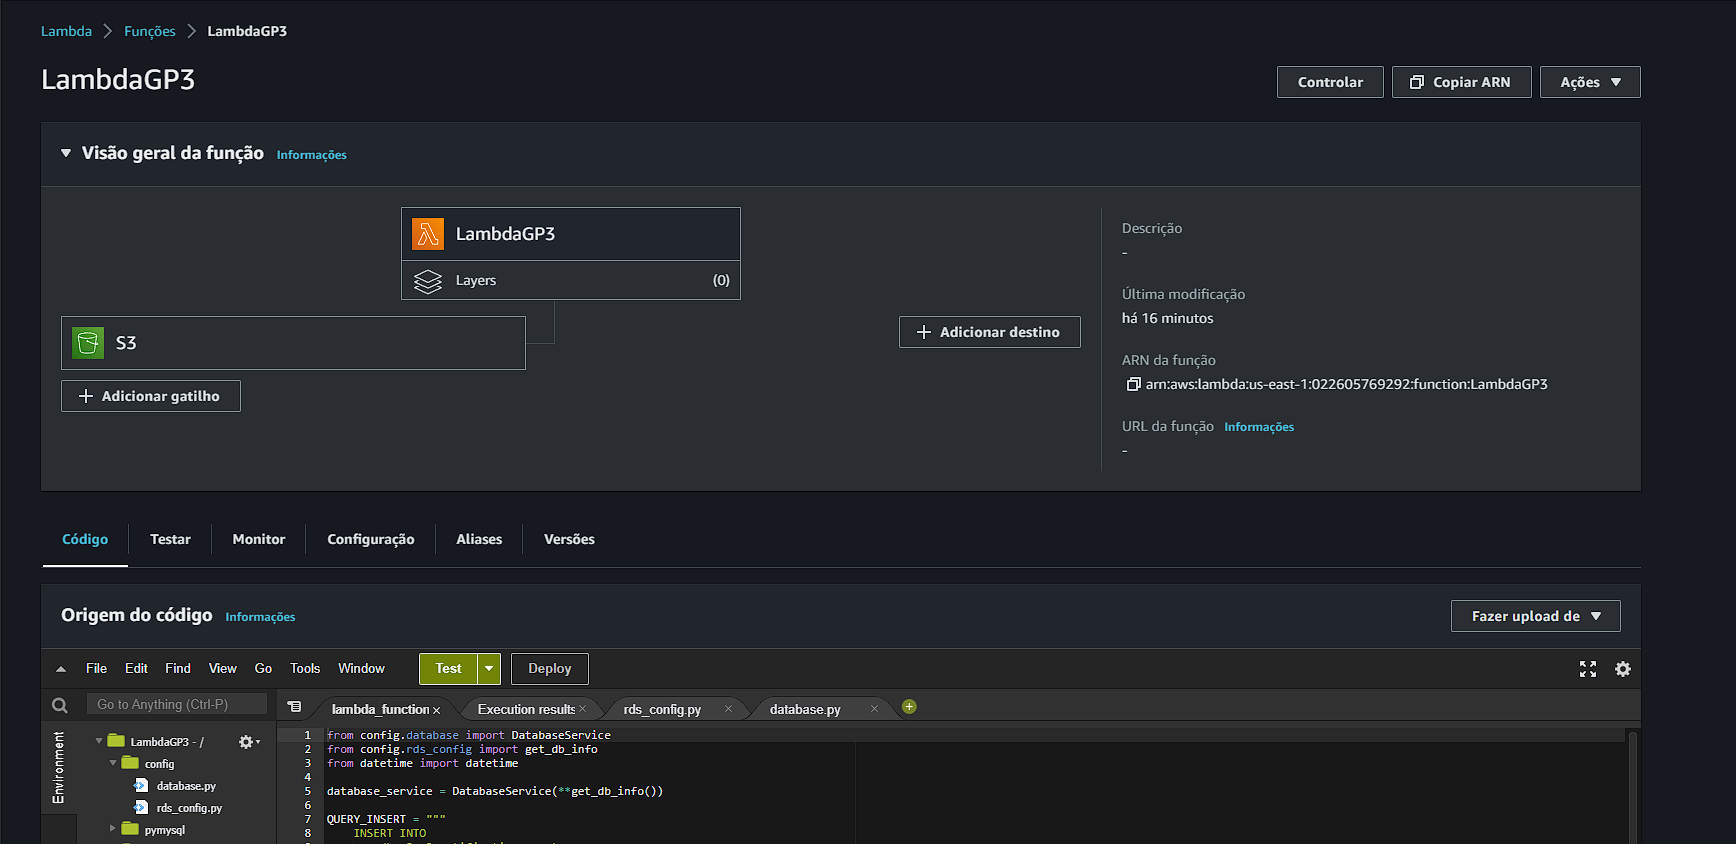 Lambda > Funções > LambdaGP3
LambdaGP3
Controlar
Copiar ARN
Ações
Visão geral da função Informações
LambdaGP3
Layers (0)
S3
+ Adicionar gatilho
+ Adicionar destino
Descrição
-
Última modificação
há 16 minutos
ARN da função
arn:aws:lambda:us-east-1:022605769292:function:LambdaGP3
URL da função Informações
-
Código
Testar
Monitor
Configuração
Aliases
Versões
Origem do código Informações
Fazer upload de
File Edit Find View Go Tools Window
Test
Deploy
Go to Anything (Ctrl-P)
lambda_function ×
Execution results ×
rds_config.py ×
database.py ×
Environment
LambdaGP3 - /
config
database.py
rds_config.py
pymysql
1 from config.database import DatabaseService
2 from config.rds_config import get_db_info
3 from datetime import datetime
4
5 database_service = DatabaseService(**get_db_info())
6
7 QUERY_INSERT = """
8 INSERT INTO